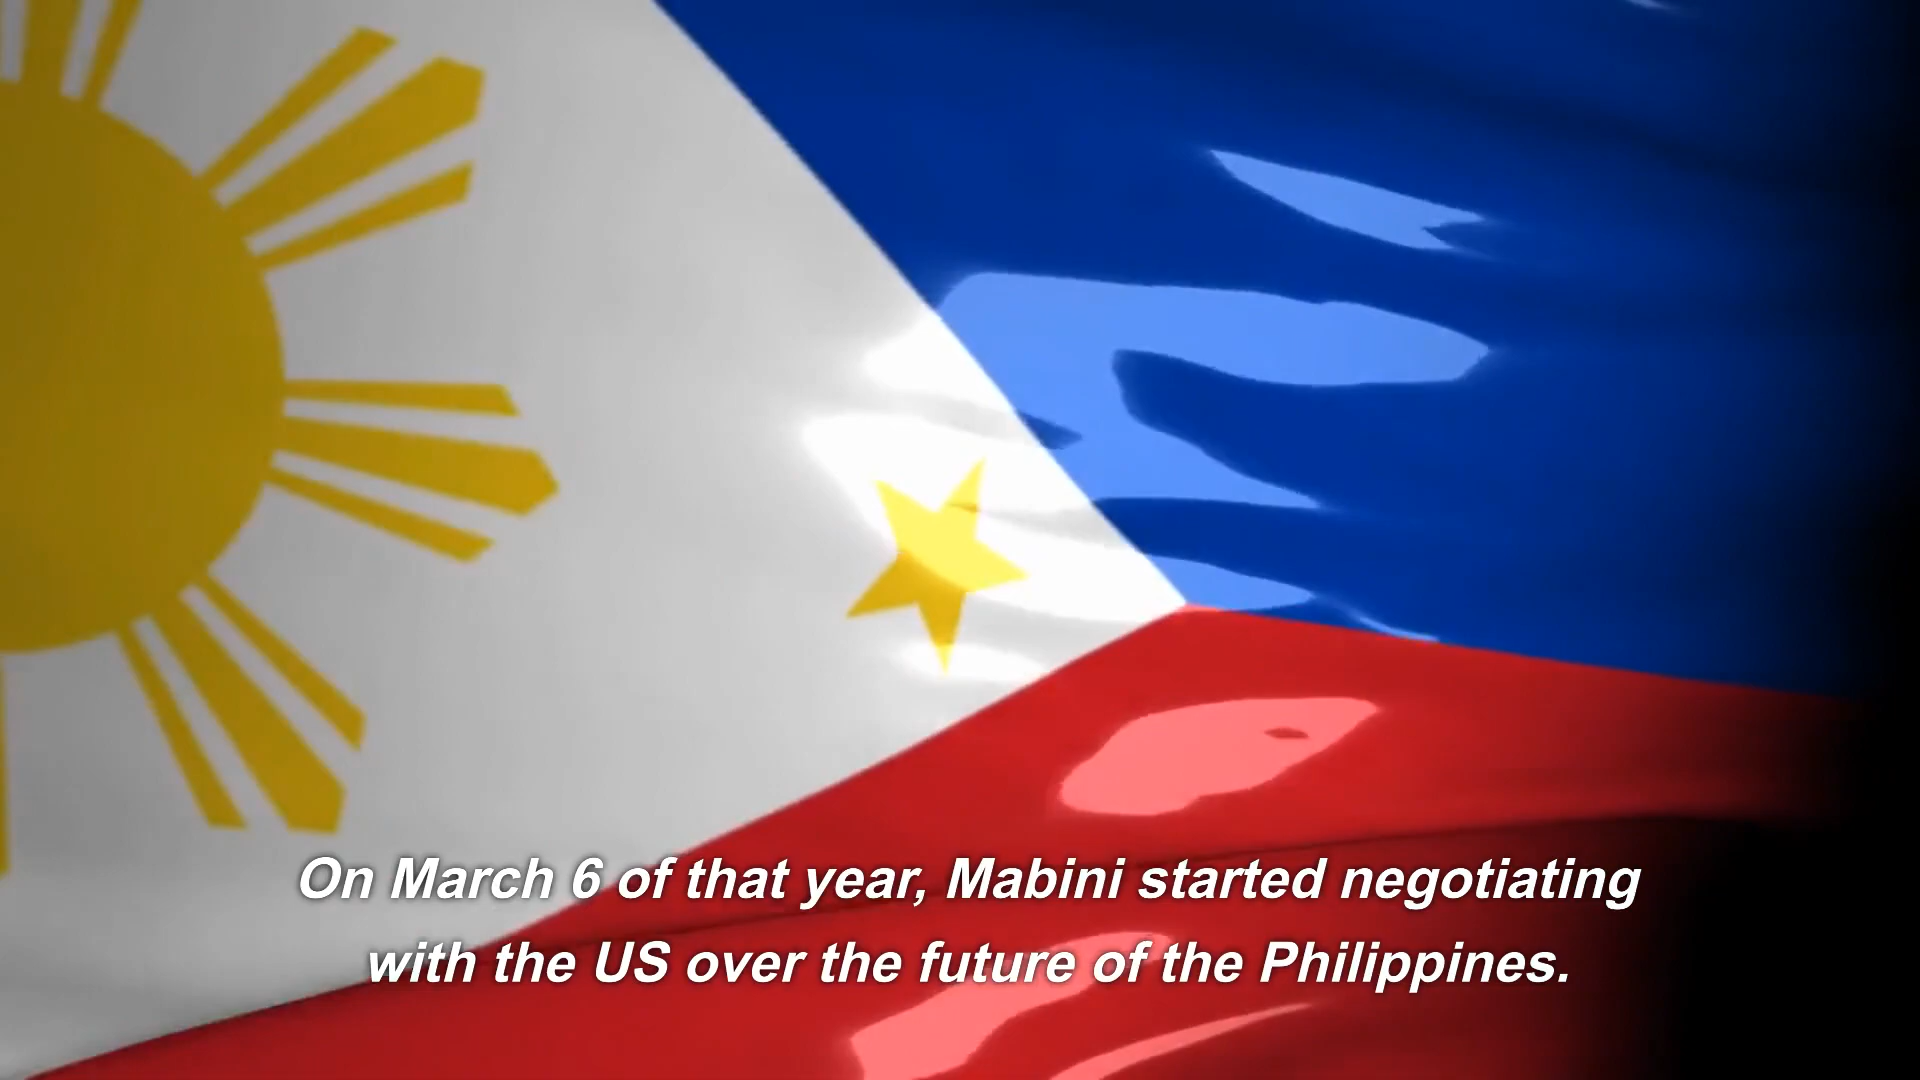 On March 6 of that year, Mabini started negotiating
with the US over the future of the Philippines.